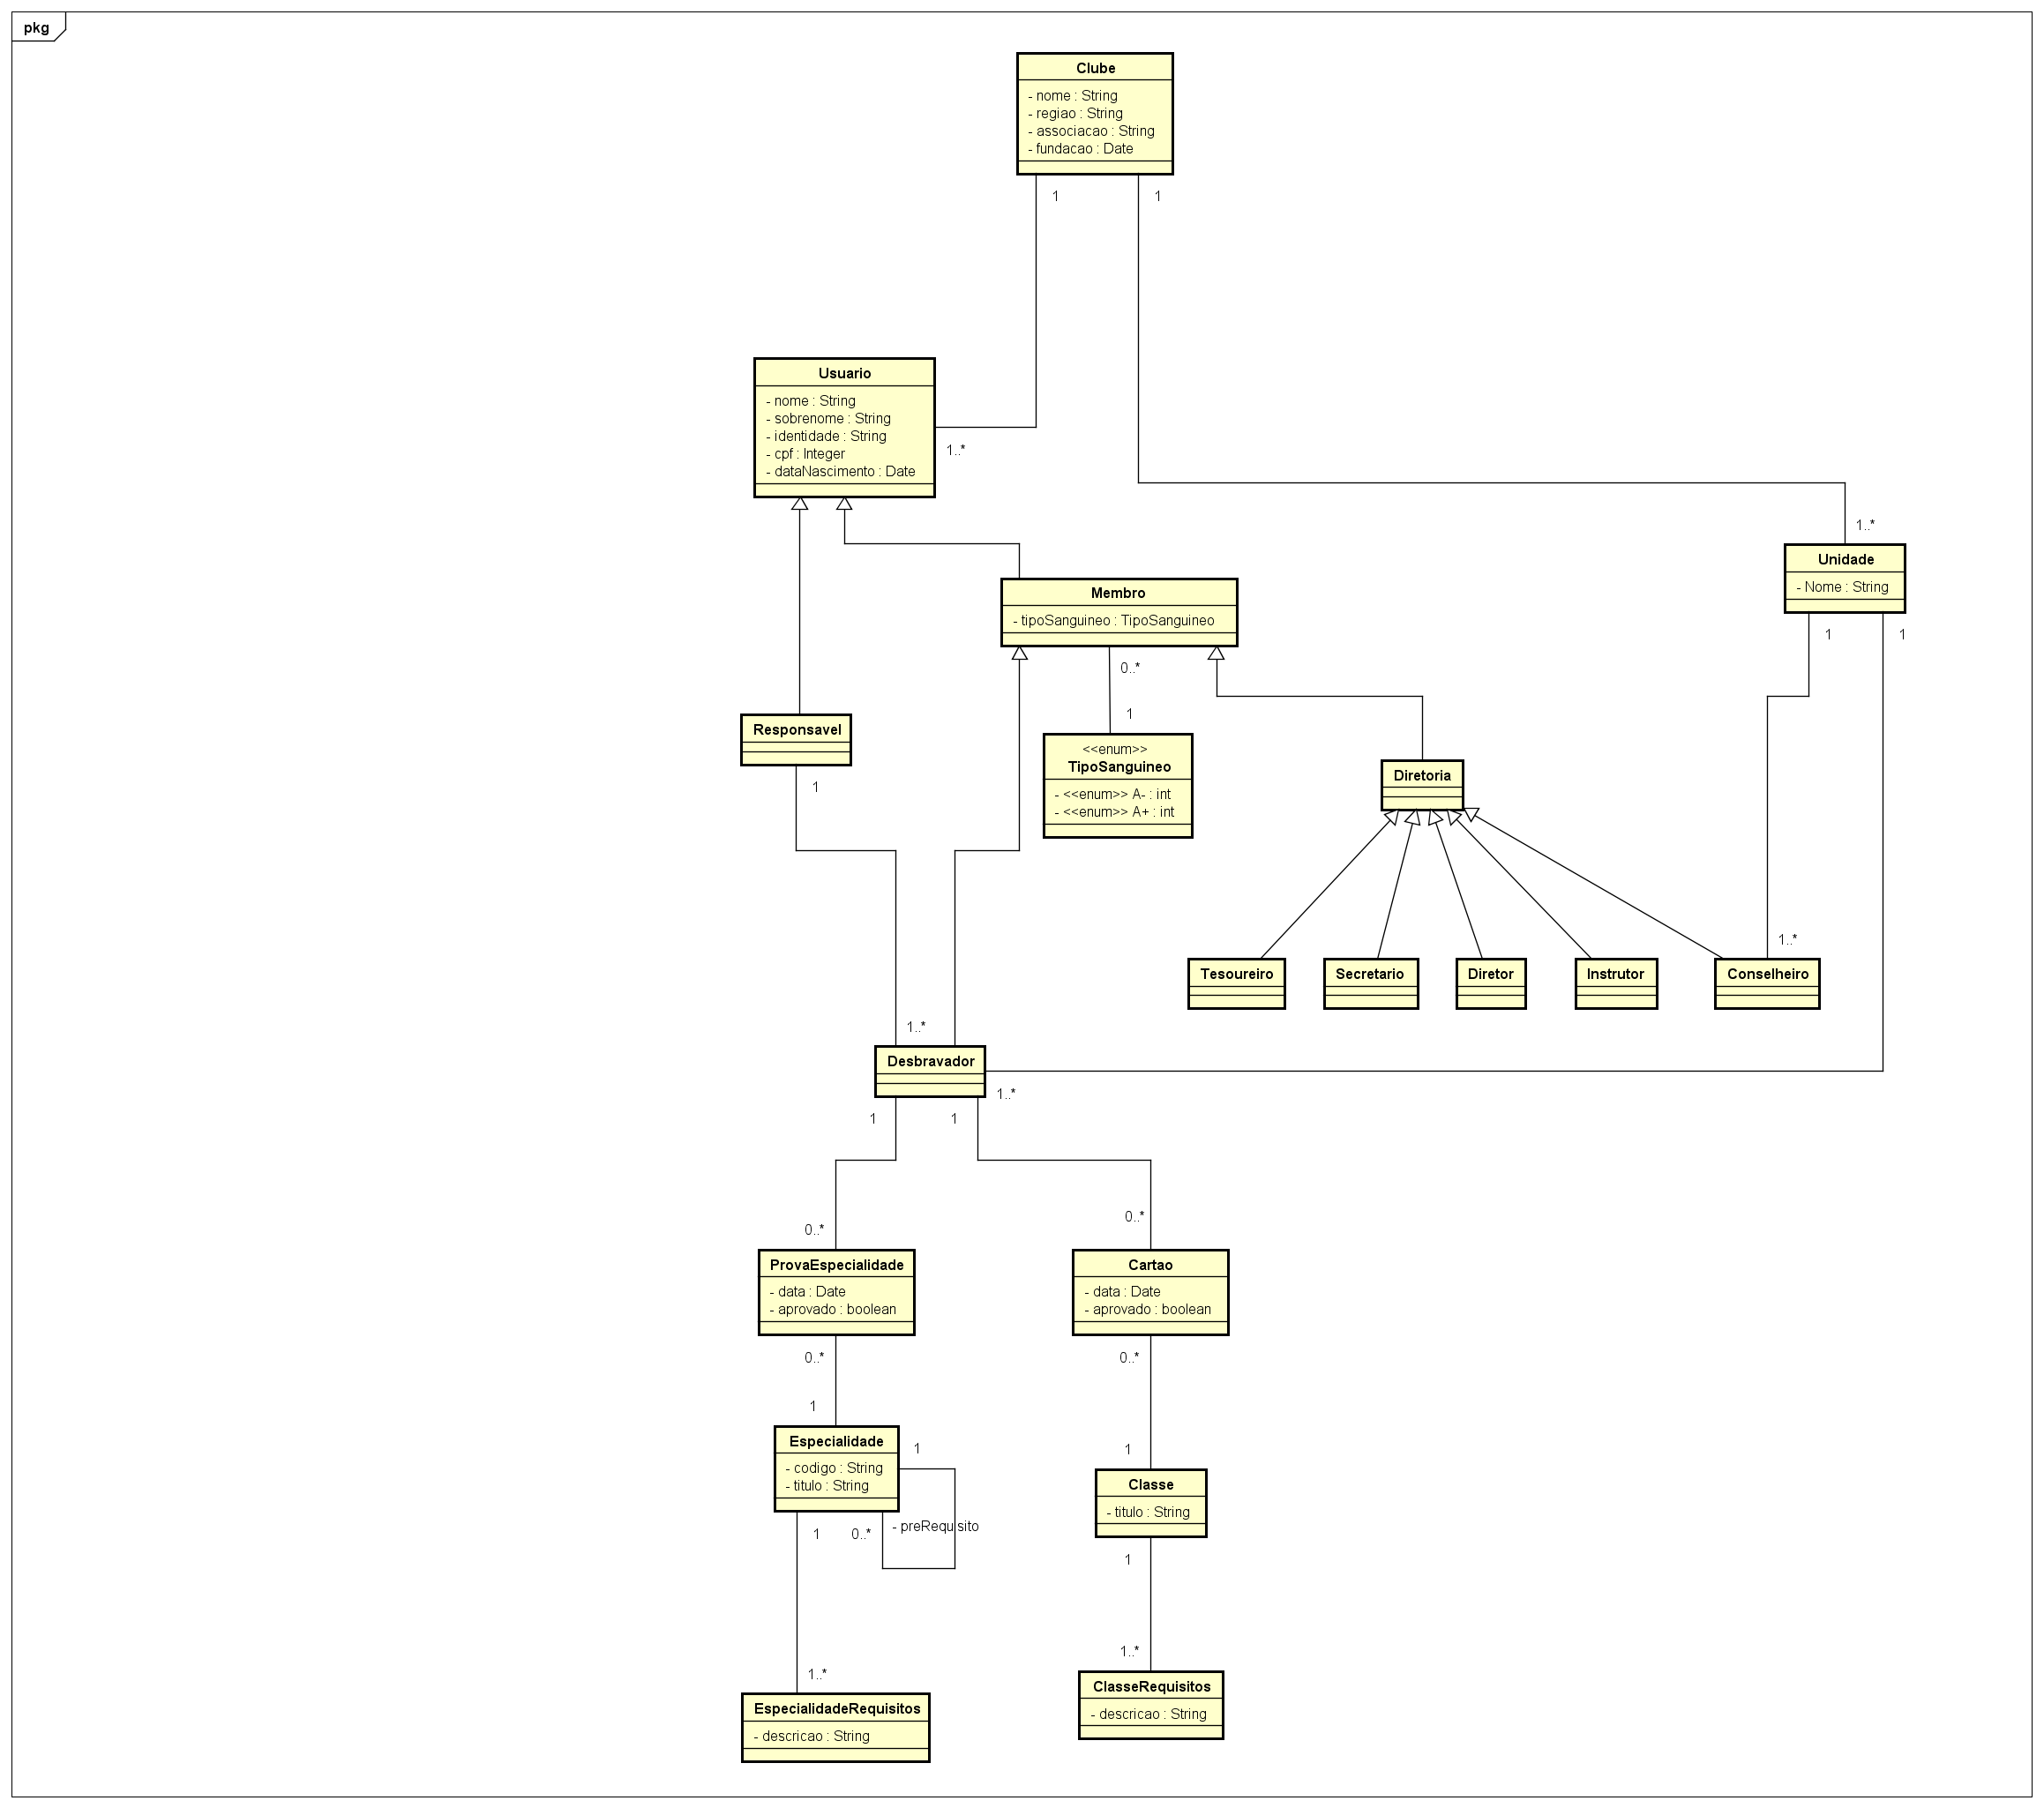 pkg
Clube
- nome : String
- regiao : String
- associacao : String
- fundacao : Date
1
1
Usuario
- nome : String
- sobrenome : String
- identidade : String
- cpf : Integer
- dataNascimento : Date
1..*
1..*
Unidade
- Nome : String
1
1
Membro
- tipoSanguineo : TipoSanguineo
0..*
1
Responsavel
1
<<enum>>
TipoSanguineo
- <<enum>> A- : int
- <<enum>> A+ : int
Diretoria
1..*
Tesoureiro
Secretario
Diretor
Instrutor
Conselheiro
1..*
Desbravador
1..*
1
1
0..*
0..*
ProvaEspecialidade
- data : Date
- aprovado : boolean
Cartao
- data : Date
- aprovado : boolean
0..*
0..*
1
1
Especialidade
- codigo : String
- titulo : String
1
Classe
- titulo : String
1
0..*
- preRequisito
1
1..*
1..*
EspecialidadeRequisitos
- descricao : String
ClasseRequisitos
- descricao : String